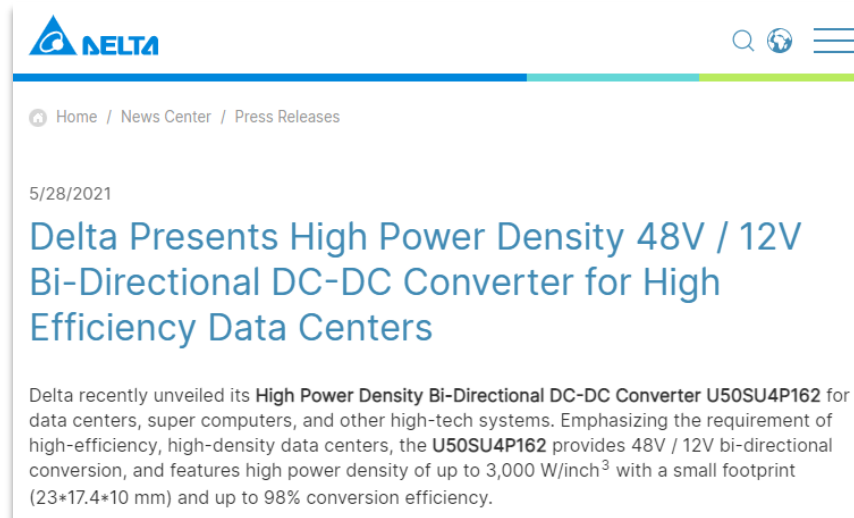 DELTA
Home / News Center / Press Releases
5/28/2021
Delta Presents High Power Density 48V / 12V
Bi-Directional DC-DC Converter for High
Efficiency Data Centers
Delta recently unveiled its High Power Density Bi-Directional DC-DC Converter U50SU4P162 for
data centers, super computers, and other high-tech systems. Emphasizing the requirement of
high-efficiency, high-density data centers, the U50SU4P162 provides 48V / 12V bi-directional
conversion, and features high power density of up to 3,000 W/inch³ with a small footprint
(23*17.4*10 mm) and up to 98% conversion efficiency.